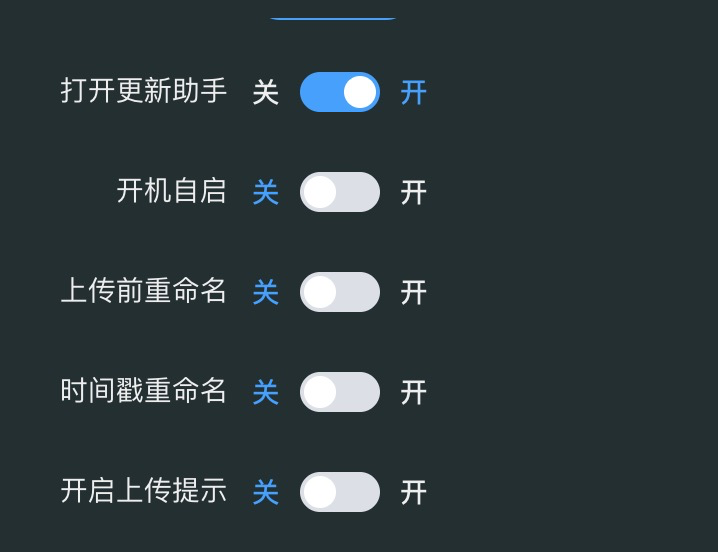 打开更新助手 关 开
开机自启 关 开
上传前重命名 关 开
时间戳重命名 关 开
开启上传提示 关 开